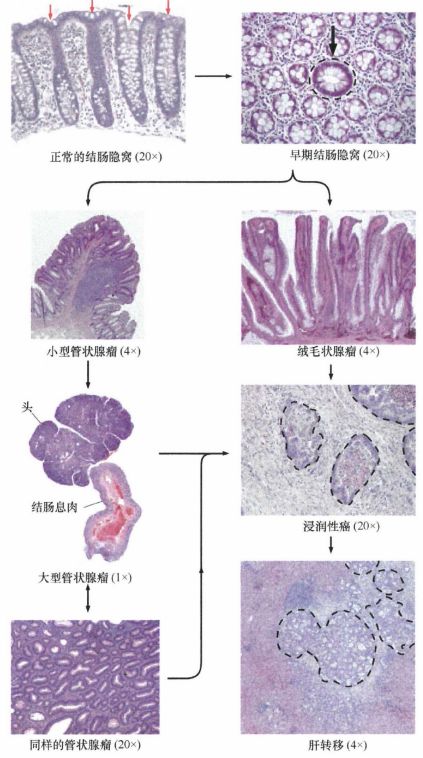 正常的结肠隐窝 (20×)
早期结肠隐窝 (20×)
小型管状腺瘤 (4×)
绒毛状腺瘤 (4×)
头
结肠息肉
大型管状腺瘤 (1×)
浸润性癌 (20×)
同样的管状腺瘤 (20×)
肝转移 (4×)